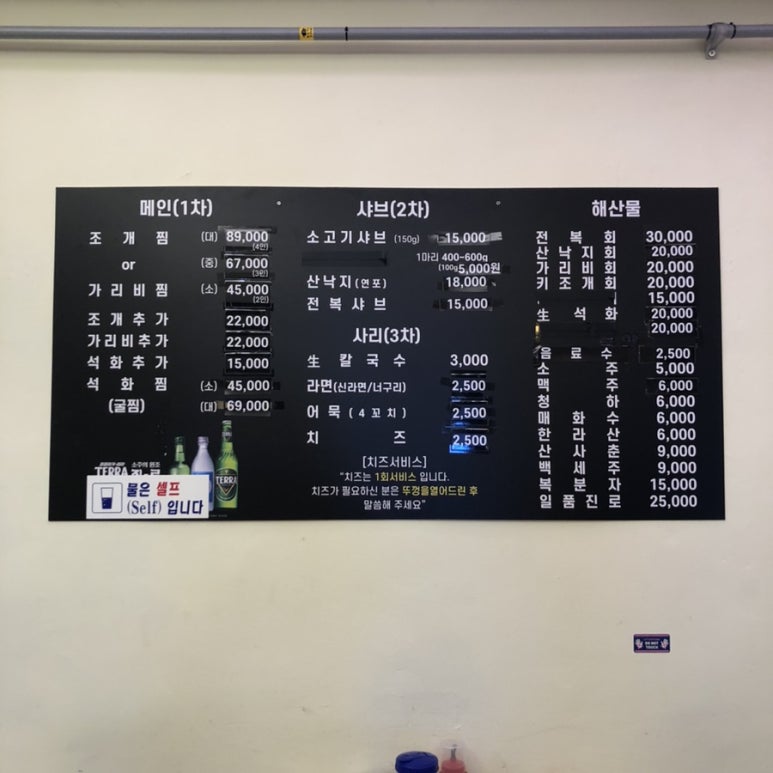 메인(1차)
조개찜 (대) 89,000
(4인)
or (중) 67,000
(3인)
가리비찜 (소) 45,000
(2인)
조개추가 22,000
가리비추가 22,000
석화추가 15,000
석화찜 (소) 45,000
(굴찜) (대) 69,000
소주의 원조
TERRA
TERRA
물은 셀프
(Self) 입니다
샤브(2차)
소고기샤브 (150g) 15,000
1마리 400~600g
(100g 5,000원
산낙지(연포) 18,000
전복샤브 15,000
사리(3차)
生칼국수 3,000
라면(신라면/너구리) 2,500
어묵(4꼬치) 2,500
치즈 2,500
[치즈서비스]
"치즈는 1회서비스 입니다.
치즈가 필요하신 분은 뚜껑을열어드린 후
말씀해 주세요"
해산물
전복회 30,000
산낙지회 20,000
가리비회 20,000
키조개회 20,000
15,000
生석화 20,000
20,000
음료수 2,500
소주 5,000
맥주 6,000
청하 6,000
매화수 6,000
한라산 6,000
산사춘 9,000
백세주 9,000
복분자 15,000
일품진로 25,000
DO NOT
TOUCH